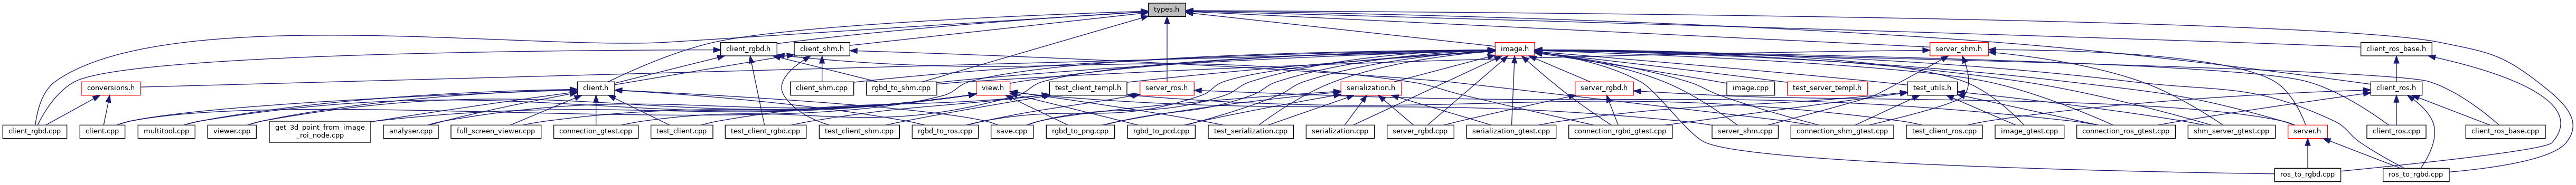 types.h
client_rgbd.h
client_shm.h
image.h
server_shm.h
client_ros_base.h
conversions.h
client.h
client_shm.cpp
rgbd_to_shm.cpp
view.h
test_client_templ.h
server_ros.h
serialization.h
server_rgbd.h
image.cpp
test_server_templ.h
test_utils.h
client_ros.h
client_rgbd.cpp
client.cpp
multitool.cpp
viewer.cpp
get_3d_point_from_image
_roi_node.cpp
analyser.cpp
full_screen_viewer.cpp
connection_gtest.cpp
test_client.cpp
test_client_rgbd.cpp
test_client_shm.cpp
rgbd_to_ros.cpp
save.cpp
rgbd_to_png.cpp
rgbd_to_pcd.cpp
test_serialization.cpp
serialization.cpp
server_rgbd.cpp
serialization_gtest.cpp
connection_rgbd_gtest.cpp
server_shm.cpp
connection_shm_gtest.cpp
test_client_ros.cpp
image_gtest.cpp
connection_ros_gtest.cpp
shm_server_gtest.cpp
server.h
client_ros.cpp
client_ros_base.cpp
ros_to_rgbd.cpp
ros_to_rgbd.cpp